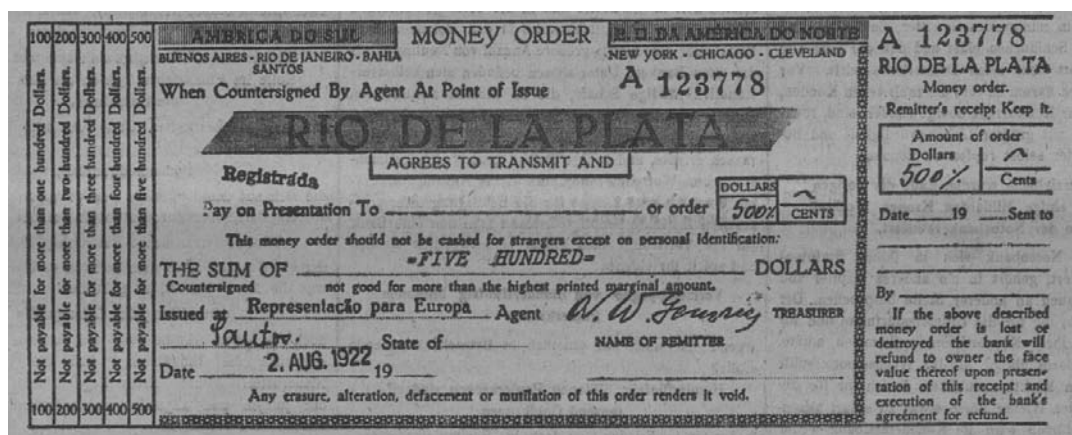 100 200 300 400 500
Not payable for more than one hundred Dollars.
Not payable for more than two hundred Dollars.
Not payable for more than three hundred Dollars.
Not payable for more than four hundred Dollars.
Not payable for more than five hundred Dollars.
100 200 300 400 500
AMERICA DO SUL
MONEY ORDER
E. U. DA AMERICA DO NORTE
BUENOS AIRES - RIO DE JANEIRO - BAHIA
SANTOS
NEW YORK - CHICAGO - CLEVELAND
When Countersigned By Agent At Point of Issue
A 123778
RIO DE LA PLATA
AGREES TO TRANSMIT AND
Registrada
Pay on Presentation To
or order
DOLLARS
500%
CENTS
This money order should not be cashed for strangers except on personal identification:
THE SUM OF
=FIVE HUNDRED=
DOLLARS
Countersigned not good for more than the highest printed marginal amount.
Issued at Representação para Europa Agent
TREASURER
State of
NAME OF REMITTER
Date 2. AUG. 1922 19
Any erasure, alteration, defacement or mutilation of this order renders it void.
A 123778
RIO DE LA PLATA
Money order.
Remitter's receipt Keep it.
Amount of order
Dollars
500%
Cents
Date 19 Sent to
By
If the above described
money order is lost or
destroyed the bank will
refund to owner the face
value thereof upon presen-
tation of this receipt and
execution of the bank's
agreement for refund.